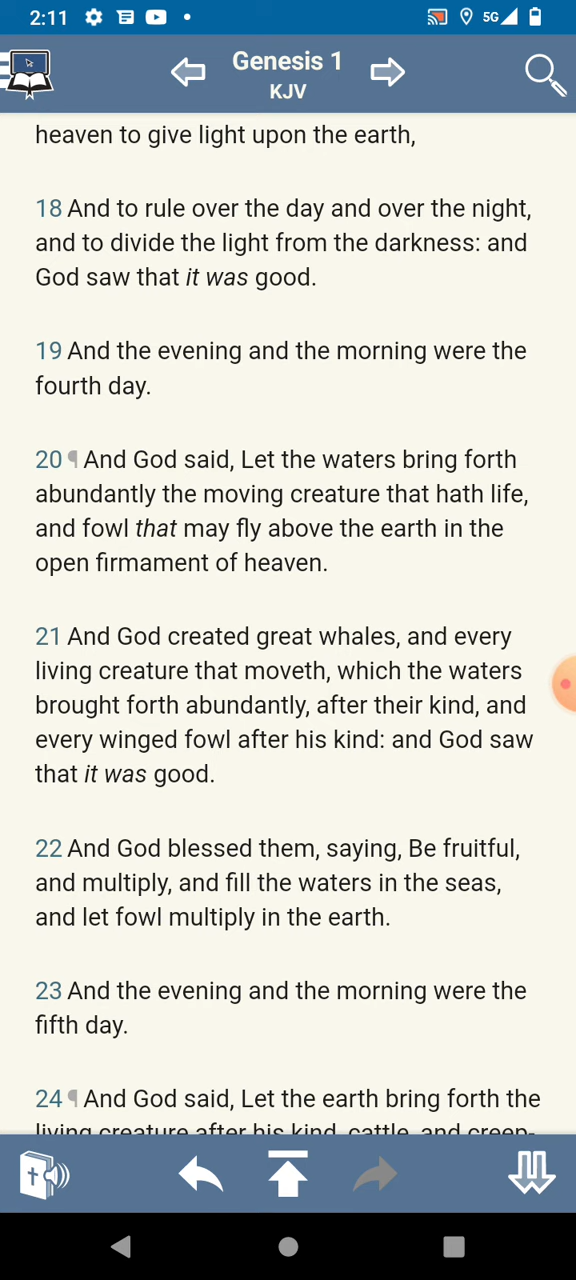 2:11
5G
Genesis 1
KJV
heaven to give light upon the earth,
18 And to rule over the day and over the night,
and to divide the light from the darkness: and
God saw that it was good.
19 And the evening and the morning were the
fourth day.
20 ¶ And God said, Let the waters bring forth
abundantly the moving creature that hath life,
and fowl that may fly above the earth in the
open firmament of heaven.
21 And God created great whales, and every
living creature that moveth, which the waters
brought forth abundantly, after their kind, and
every winged fowl after his kind: and God saw
that it was good.
22 And God blessed them, saying, Be fruitful,
and multiply, and fill the waters in the seas,
and let fowl multiply in the earth.
23 And the evening and the morning were the
fifth day.
24 ¶ And God said, Let the earth bring forth the
living creature after his kind, cattle, and creep-